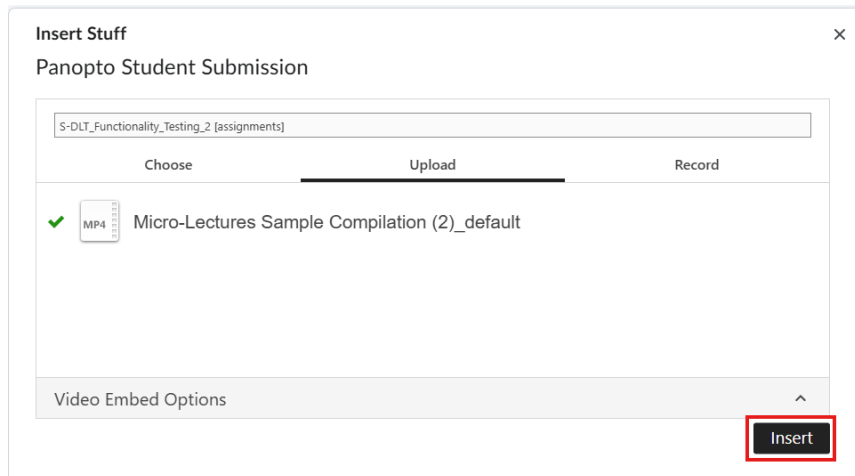 Insert Stuff
Panopto Student Submission
S-DLT_Functionality_Testing_2 [assignments]
Choose Upload Record
MP4 Micro-Lectures Sample Compilation (2)_default
Video Embed Options
Insert